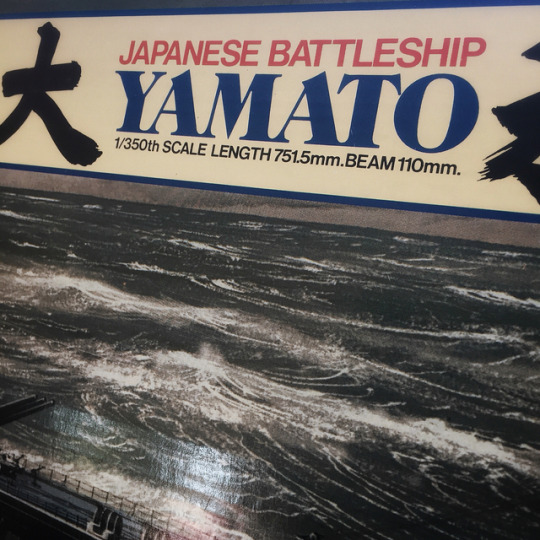 大
JAPANESE BATTLESHIP
YAMATO
1/350th SCALE LENGTH 751.5mm.BEAM 110mm.